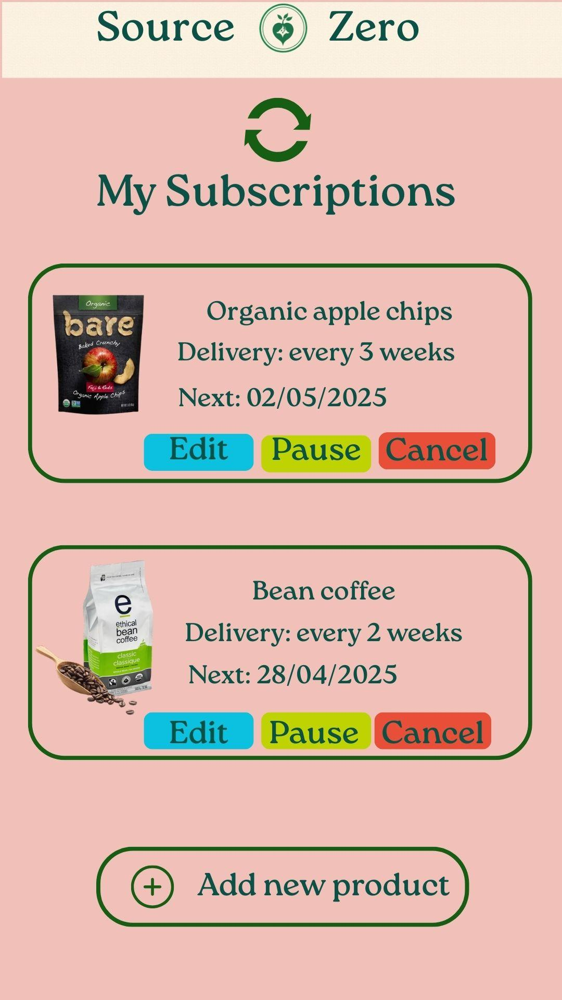 Source Zero
My Subscriptions
Organic
bare
Baked Crunchy
Fuji & Reds
Organic Apple Chips
Organic apple chips
Delivery: every 3 weeks
Next: 02/05/2025
Edit Pause Cancel
e
ethical
bean
coffee
classic
classique
Bean coffee
Delivery: every 2 weeks
Next: 28/04/2025
Edit Pause Cancel
Add new product